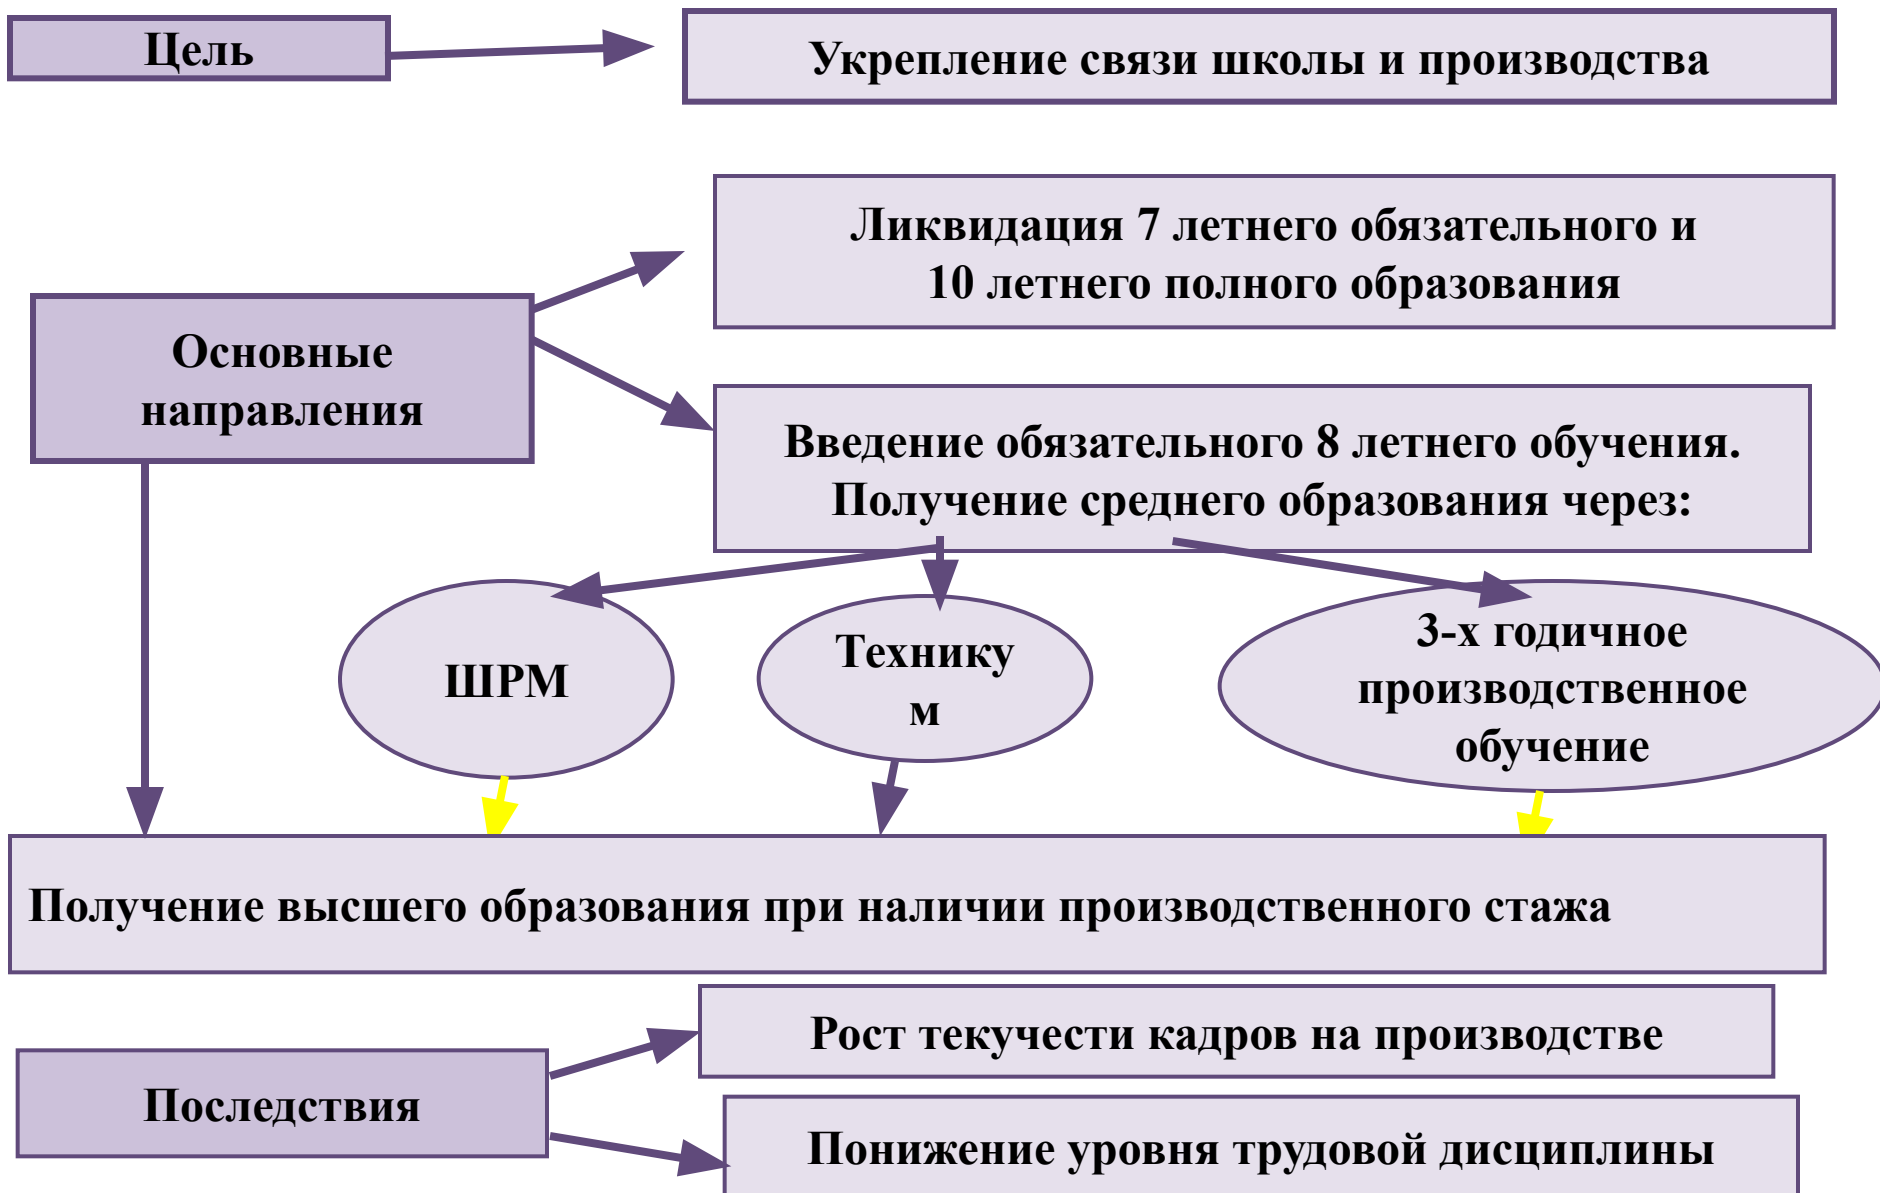 Цель
Укрепление связи школы и производства
Ликвидация 7 летнего обязательного и
10 летнего полного образования
Основные
направления
Введение обязательного 8 летнего обучения.
Получение среднего образования через:
ШРМ
Технику
м
3-х годичное
производственное
обучение
Получение высшего образования при наличии производственного стажа
Рост текучести кадров на производстве
Последствия
Понижение уровня трудовой дисциплины